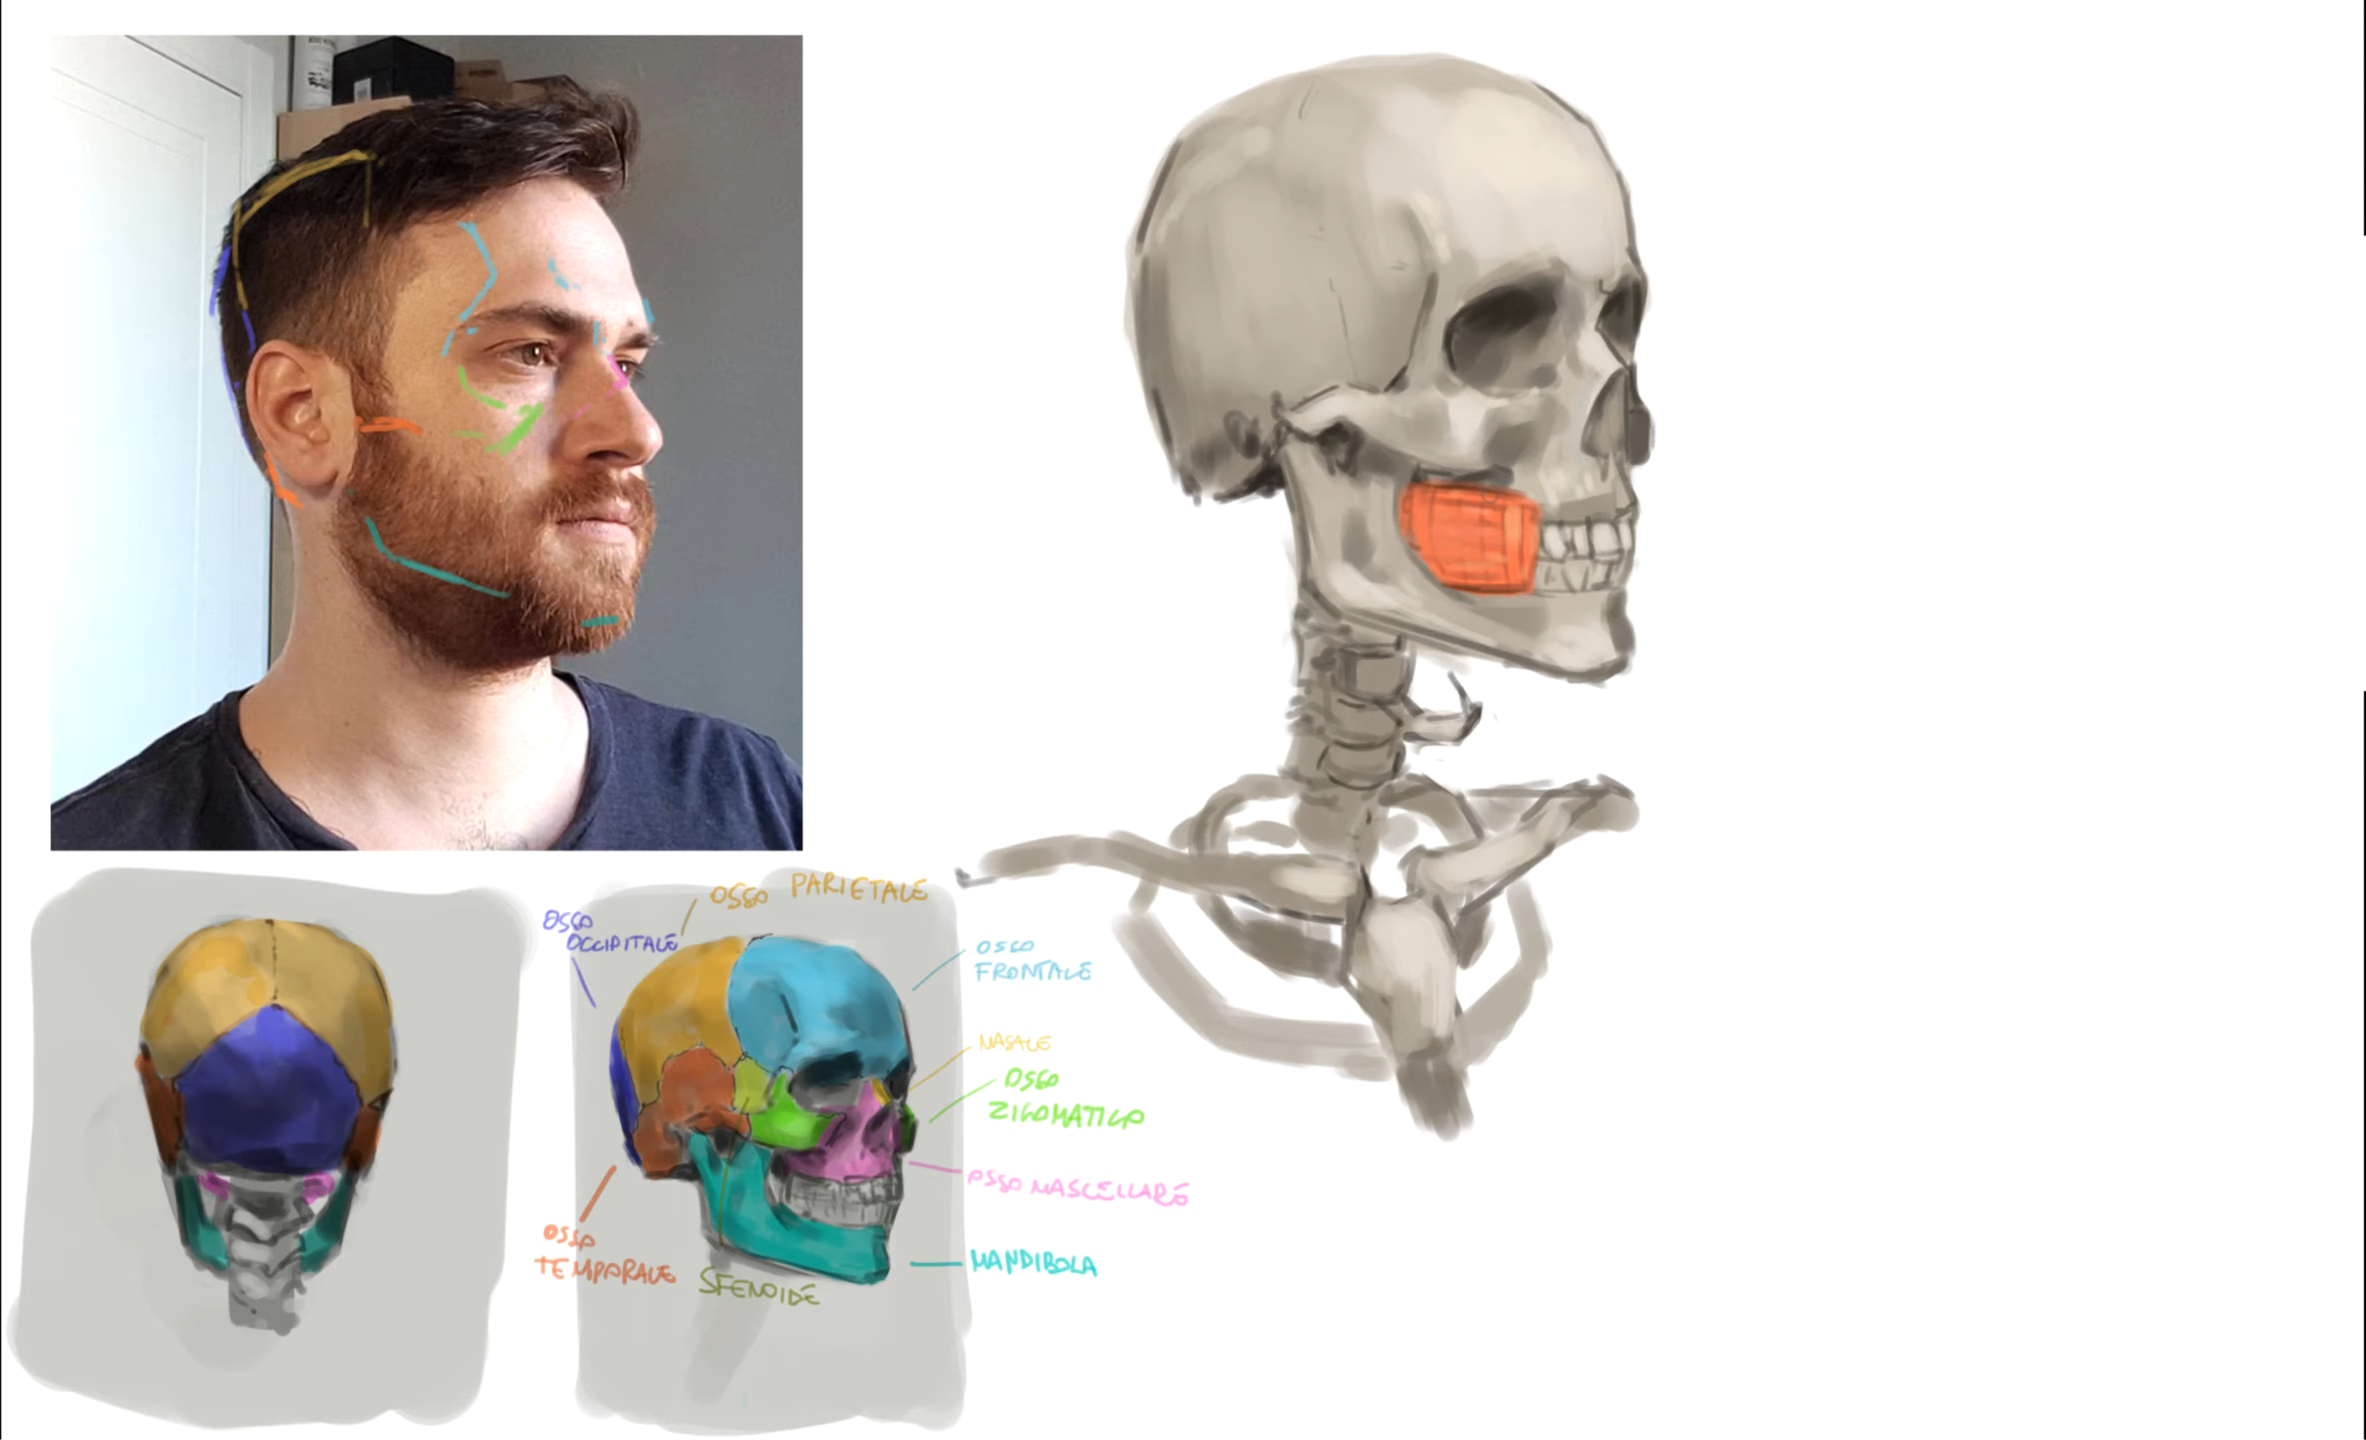 OSSO PARIETALE
OSSO
OCCIPITALE
OSSO
FRONTALE
NASALE
OSSO
ZIGOMATICO
OSSO MASCELLARE
OSSO
TEMPORALE
SFENOIDE
MANDIBOLA